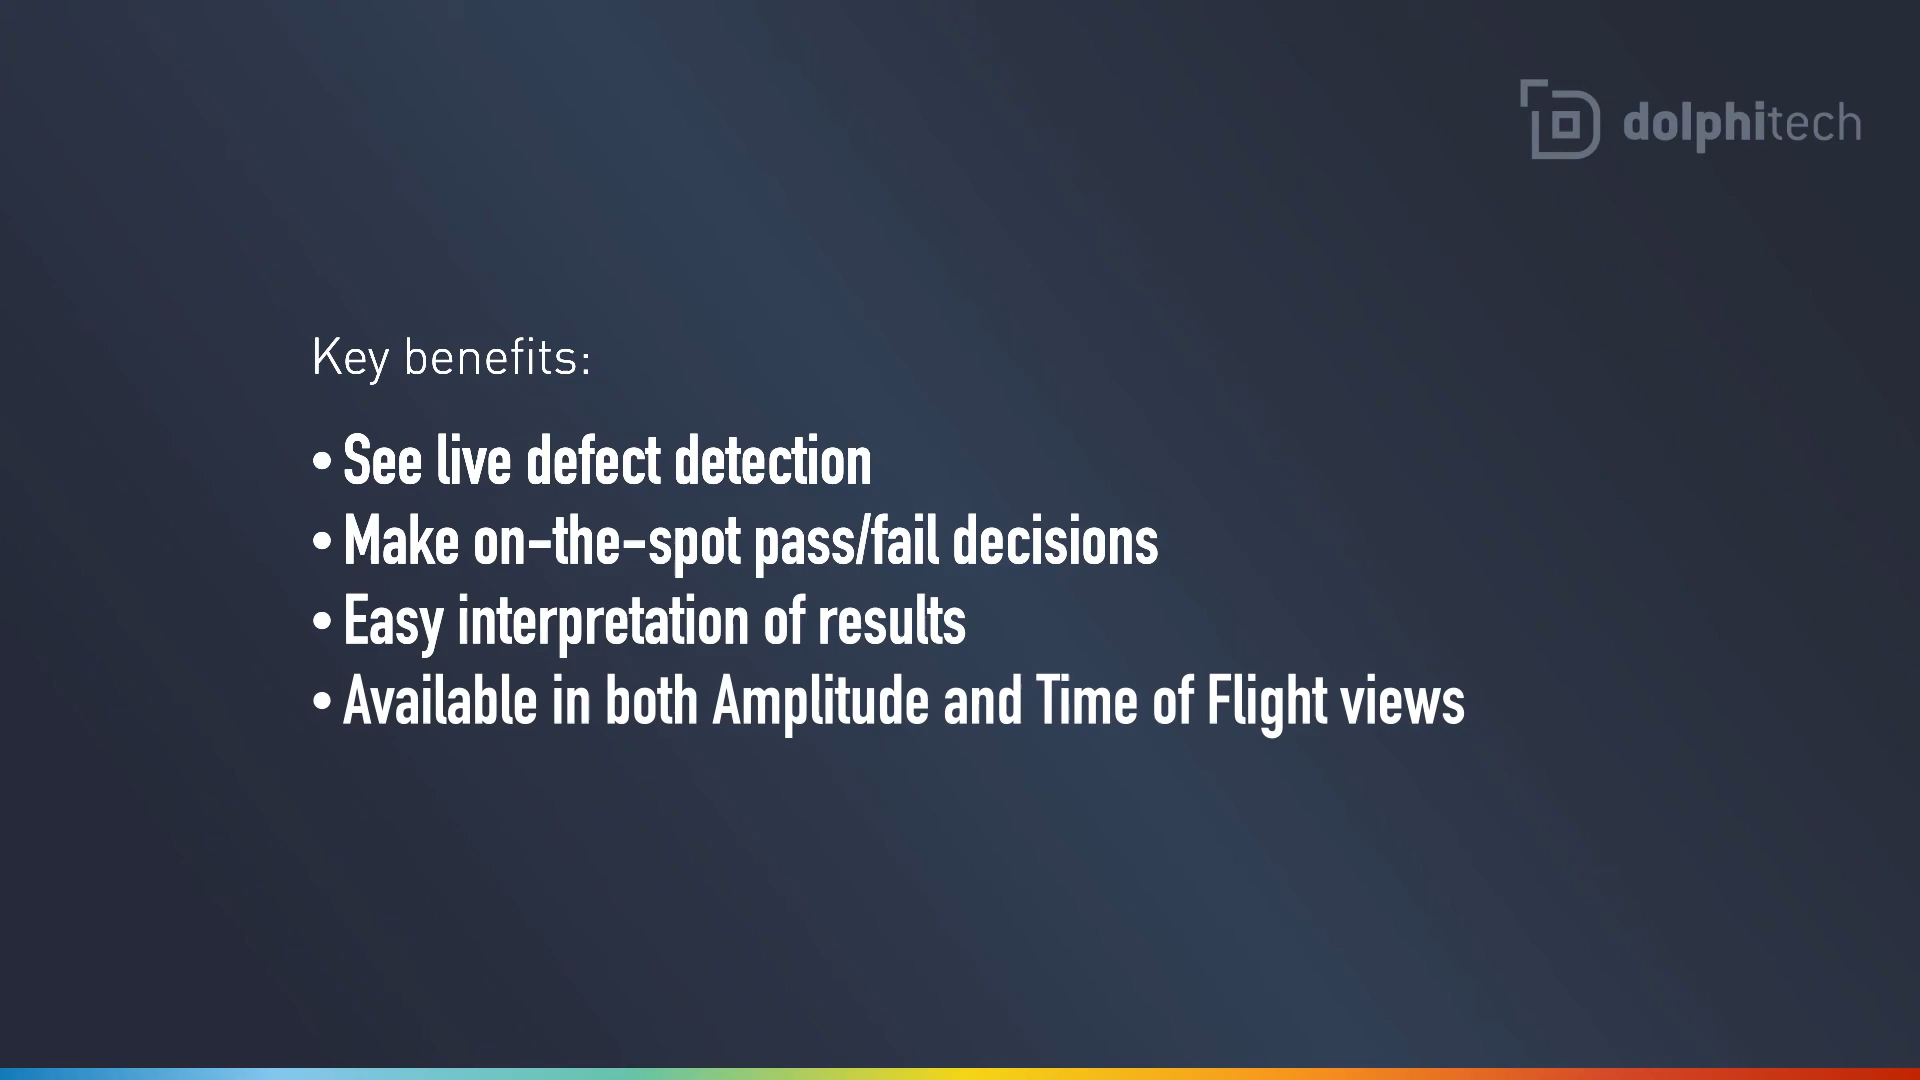 dolphitech
Key benefits:
• See live defect detection
• Make on-the-spot pass/fail decisions
• Easy interpretation of results
• Available in both Amplitude and Time of Flight views